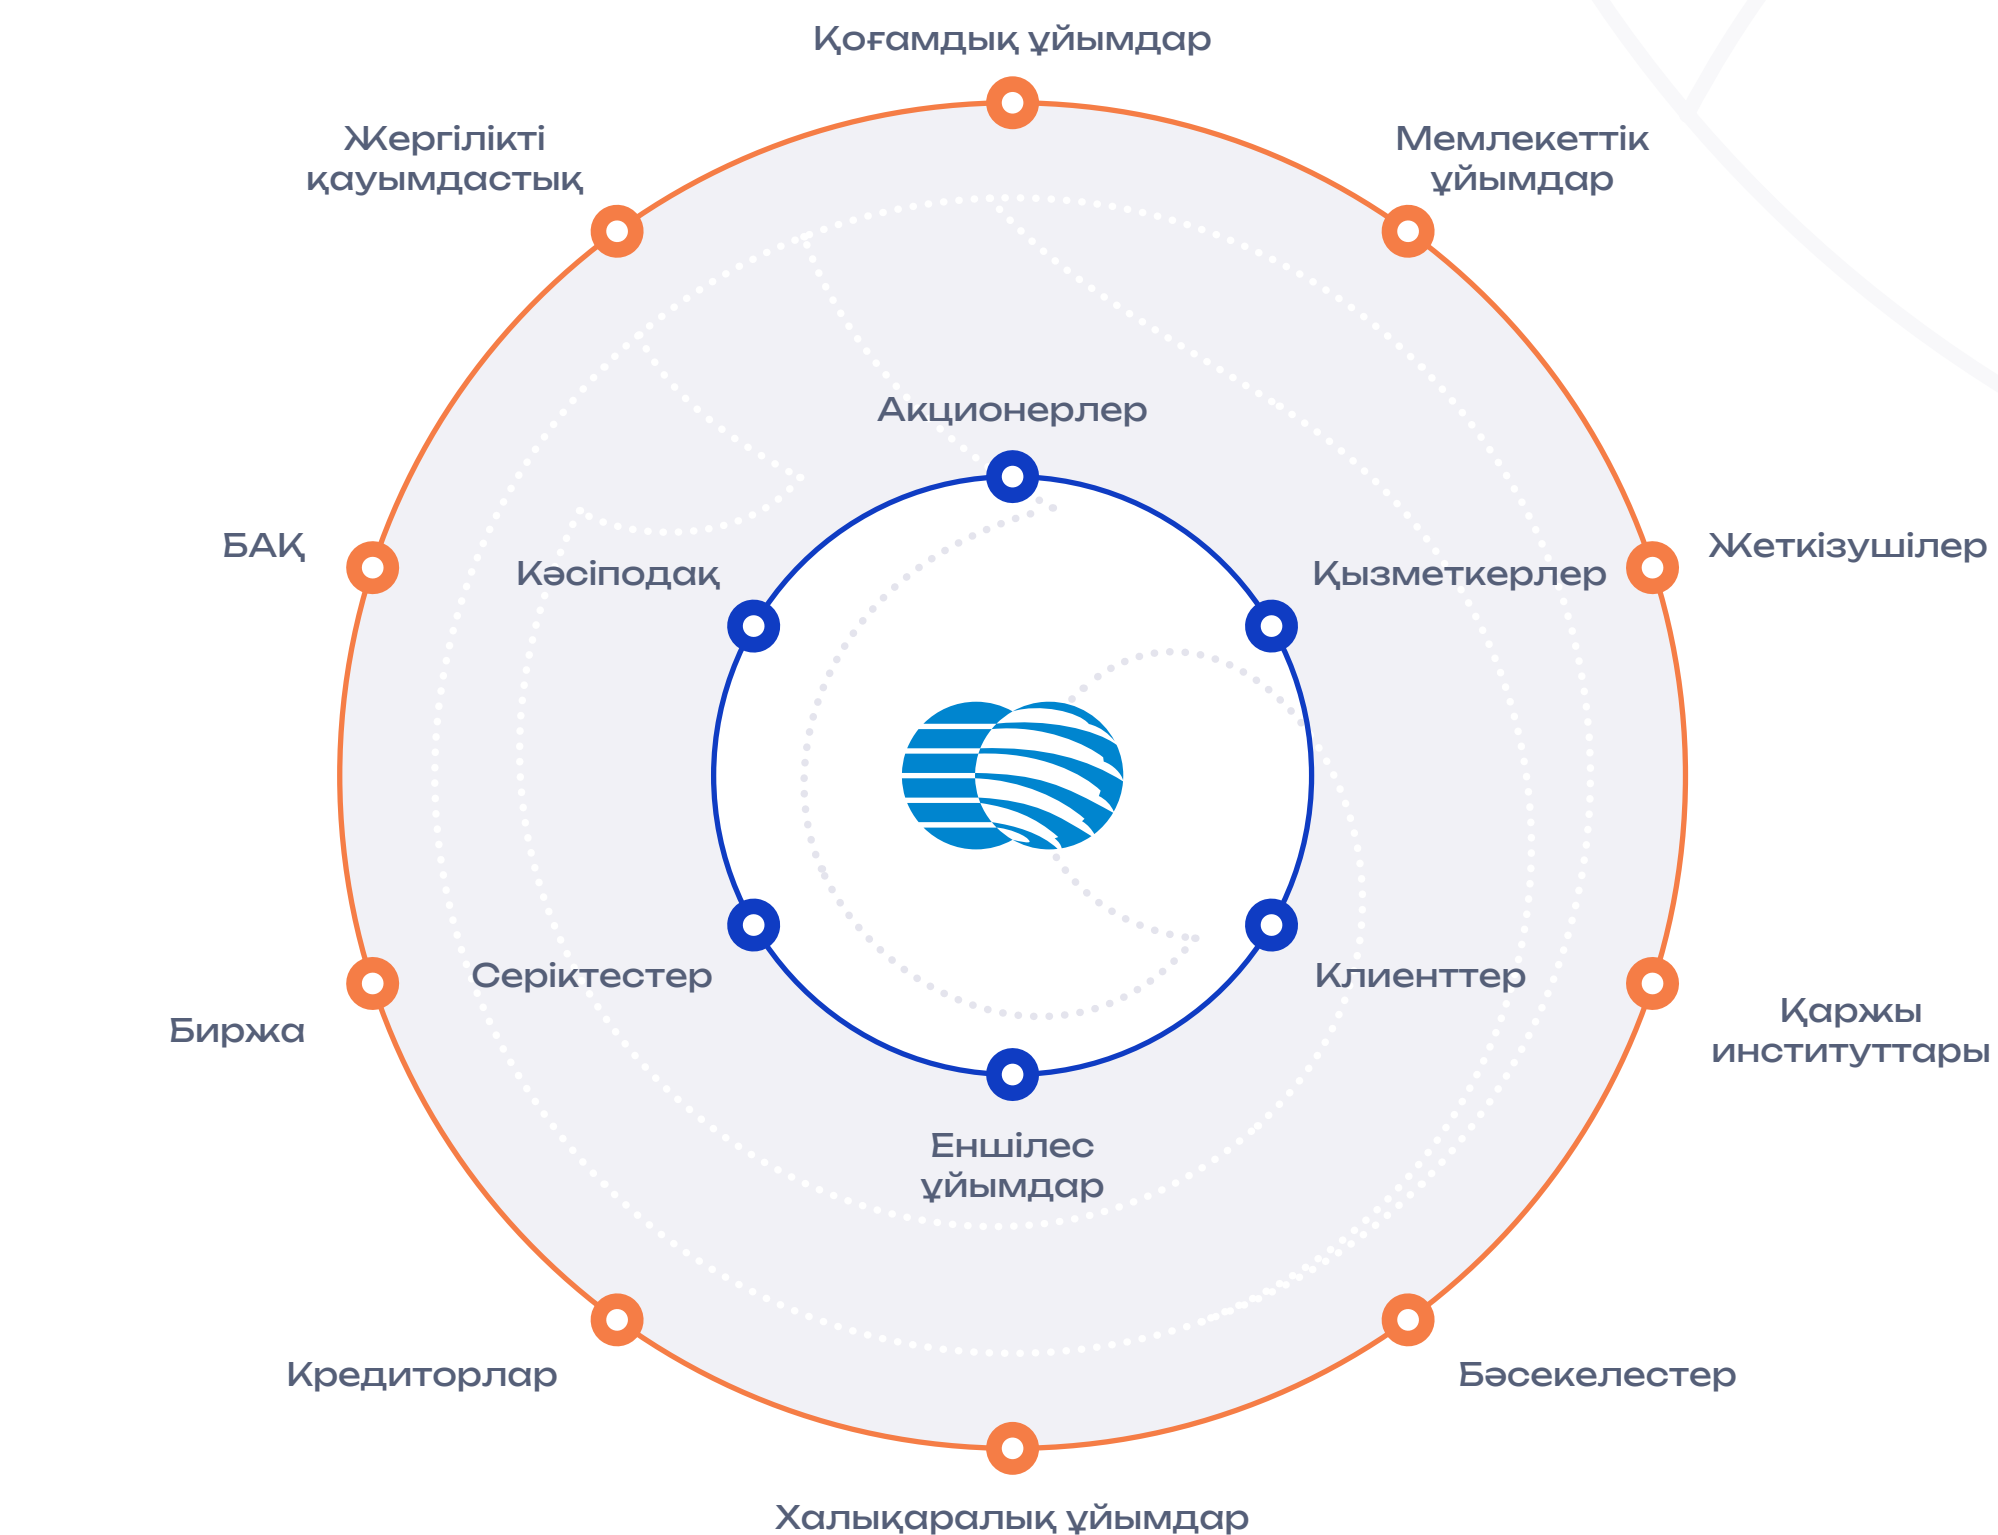 Қоғамдық ұйымдар
Жергілікті
қауымдастық
Мемлекеттік
ұйымдар
Акционерлер
БАҚ
Кәсіподақ
Қызметкерлер
Жеткізушілер
Серіктестер
Клиенттер
Биржа
Қаржы
институттары
Еншілес
ұйымдар
Кредиторлар
Бәсекелестер
Халықаралық ұйымдар